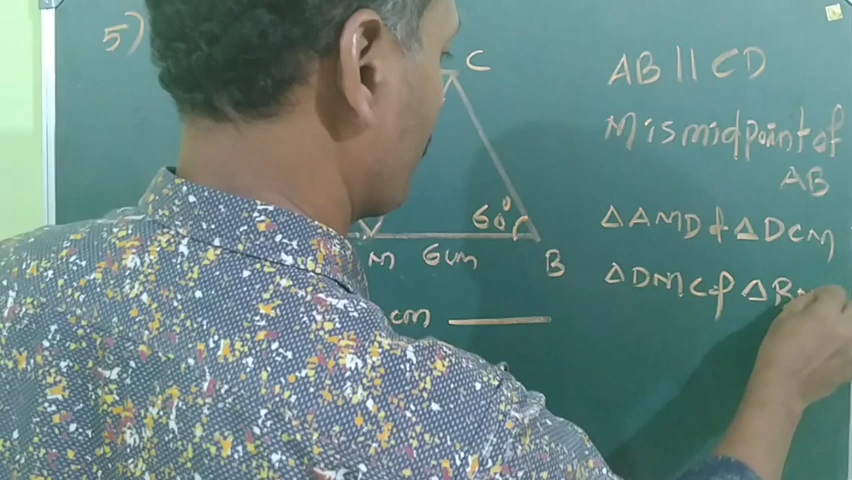 5)
C
60°
M 6cm B
cm
AB || CD
M is midpoint of
AB
△AMD & △DCM
△DMC &